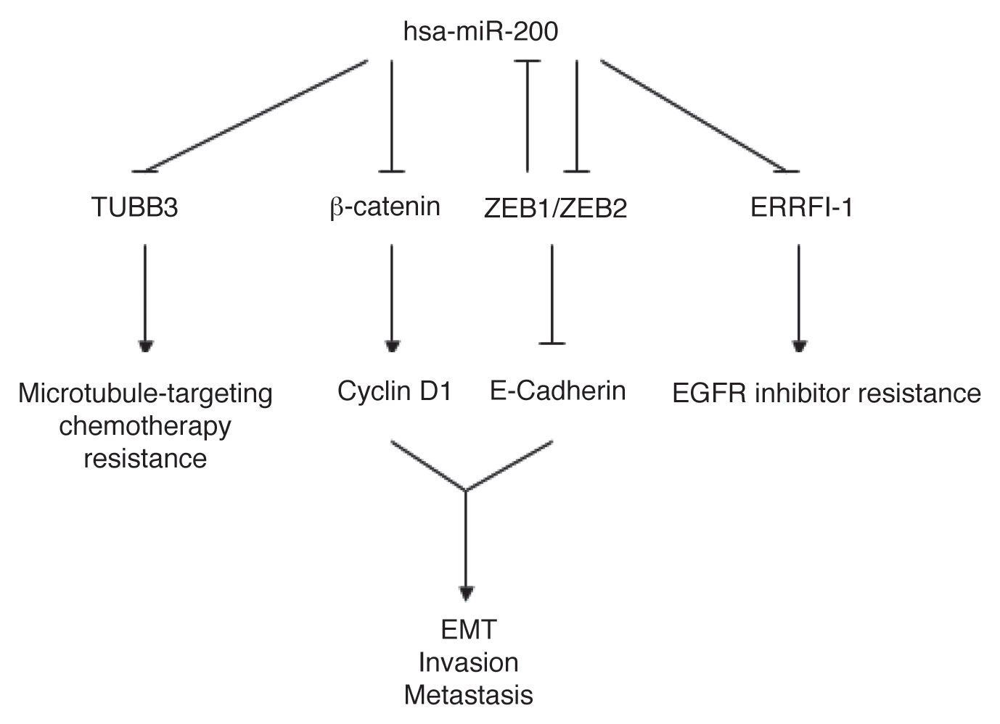 hsa-miR-200
TUBB3
β-catenin
ZEB1/ZEB2
ERRFI-1
Microtubule-targeting
chemotherapy
resistance
Cyclin D1
E-Cadherin
EGFR inhibitor resistance
EMT
Invasion
Metastasis